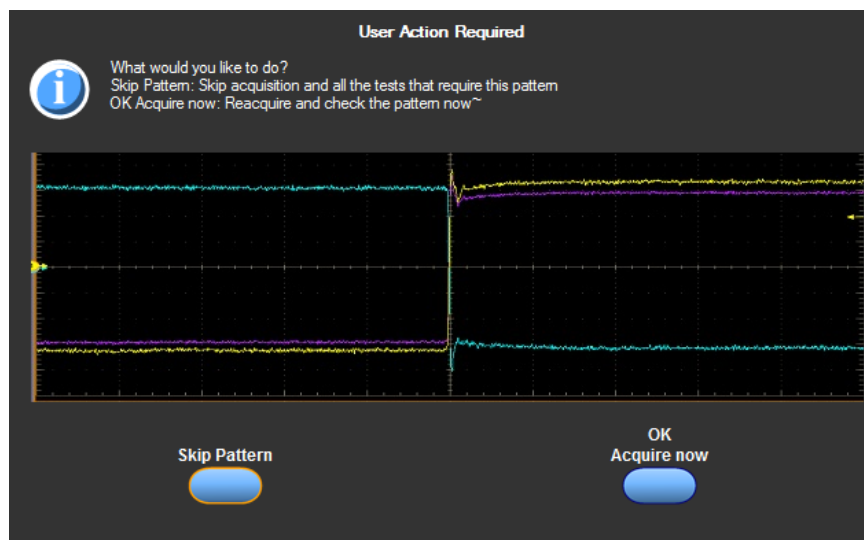 User Action Required
What would you like to do?
Skip Pattern: Skip acquisition and all the tests that require this pattern
OK Acquire now: Reacquire and check the pattern now~
Skip Pattern
OK
Acquire now